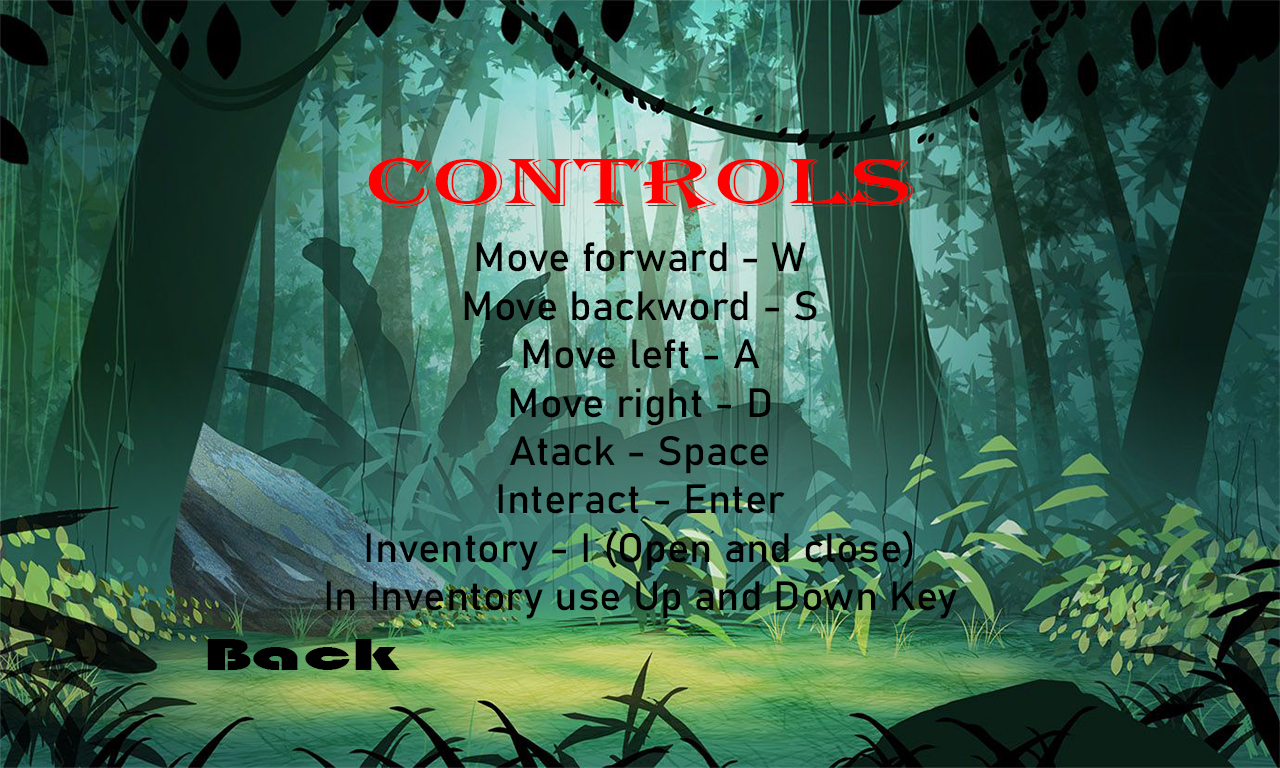 CONTROLS
Move forward - W
Move backword - S
Move left - A
Move right - D
Atack - Space
Interact - Enter
Inventory - I (Open and close)
In Inventory use Up and Down Key
Back